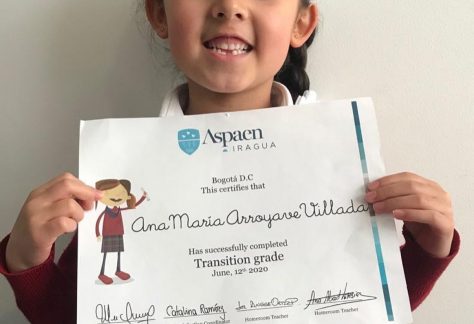 Aspaen
IRAGUA
Bogotá D.C
This certifies that
Ana Maria Arroyave Villada
Has successfully completed
Transition grade
June, 12th 2020
Catalina Ramírez
Homeroom Teacher
Homeroom Teacher